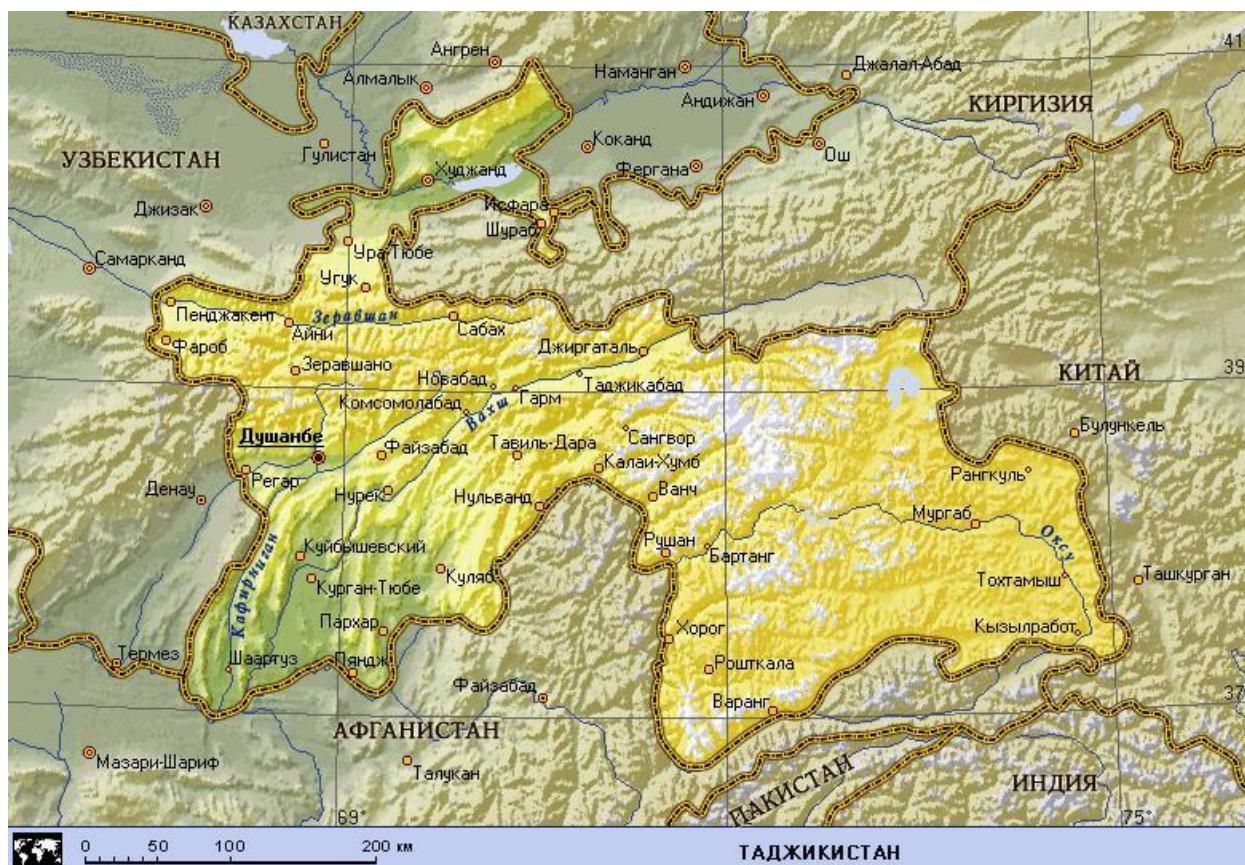 КАЗАХСТАН
41
Ангрен
Алмалык
Наманган
Джалал-Абад
Андижан
КИРГИЗИЯ
Гулистан
Коканд
Ош
УЗБЕКИСТАН
Фергана
Худжанд
Джизак
Исфара
Шураб
Ура-Тюбе
Самарканд
Угук
Пенджакент
Зеравшан
Айни
Сабах
Фароб
Джиргаталь
Зеравшано
39
Новабад
Таджикабад
КИТАЙ
Гарм
Комсомолабад
Вахш
Душанбе
Файзабад
Тавиль-Дара
Сангвор
Булункель
Регар
Калаи-Хумб
Рангкуль
Денау
Нурек
Нульванд
Ванч
Мургаб
Оксу
Куйбышевский
Рушан
Бартанг
Кафирниган
Курган-Тюбе
Куляб
Тохтамыш
Ташкурган
Пархар
Хорог
Кызылработ
Термез
Шаартуз
Пяндж
Рошткала
Файзабад
Варанг
37
АФГАНИСТАН
Мазари-Шариф
Талукан
ПАКИСТАН
ИНДИЯ
69°
75°
0 50 100 200 км
ТАДЖИКИСТАН